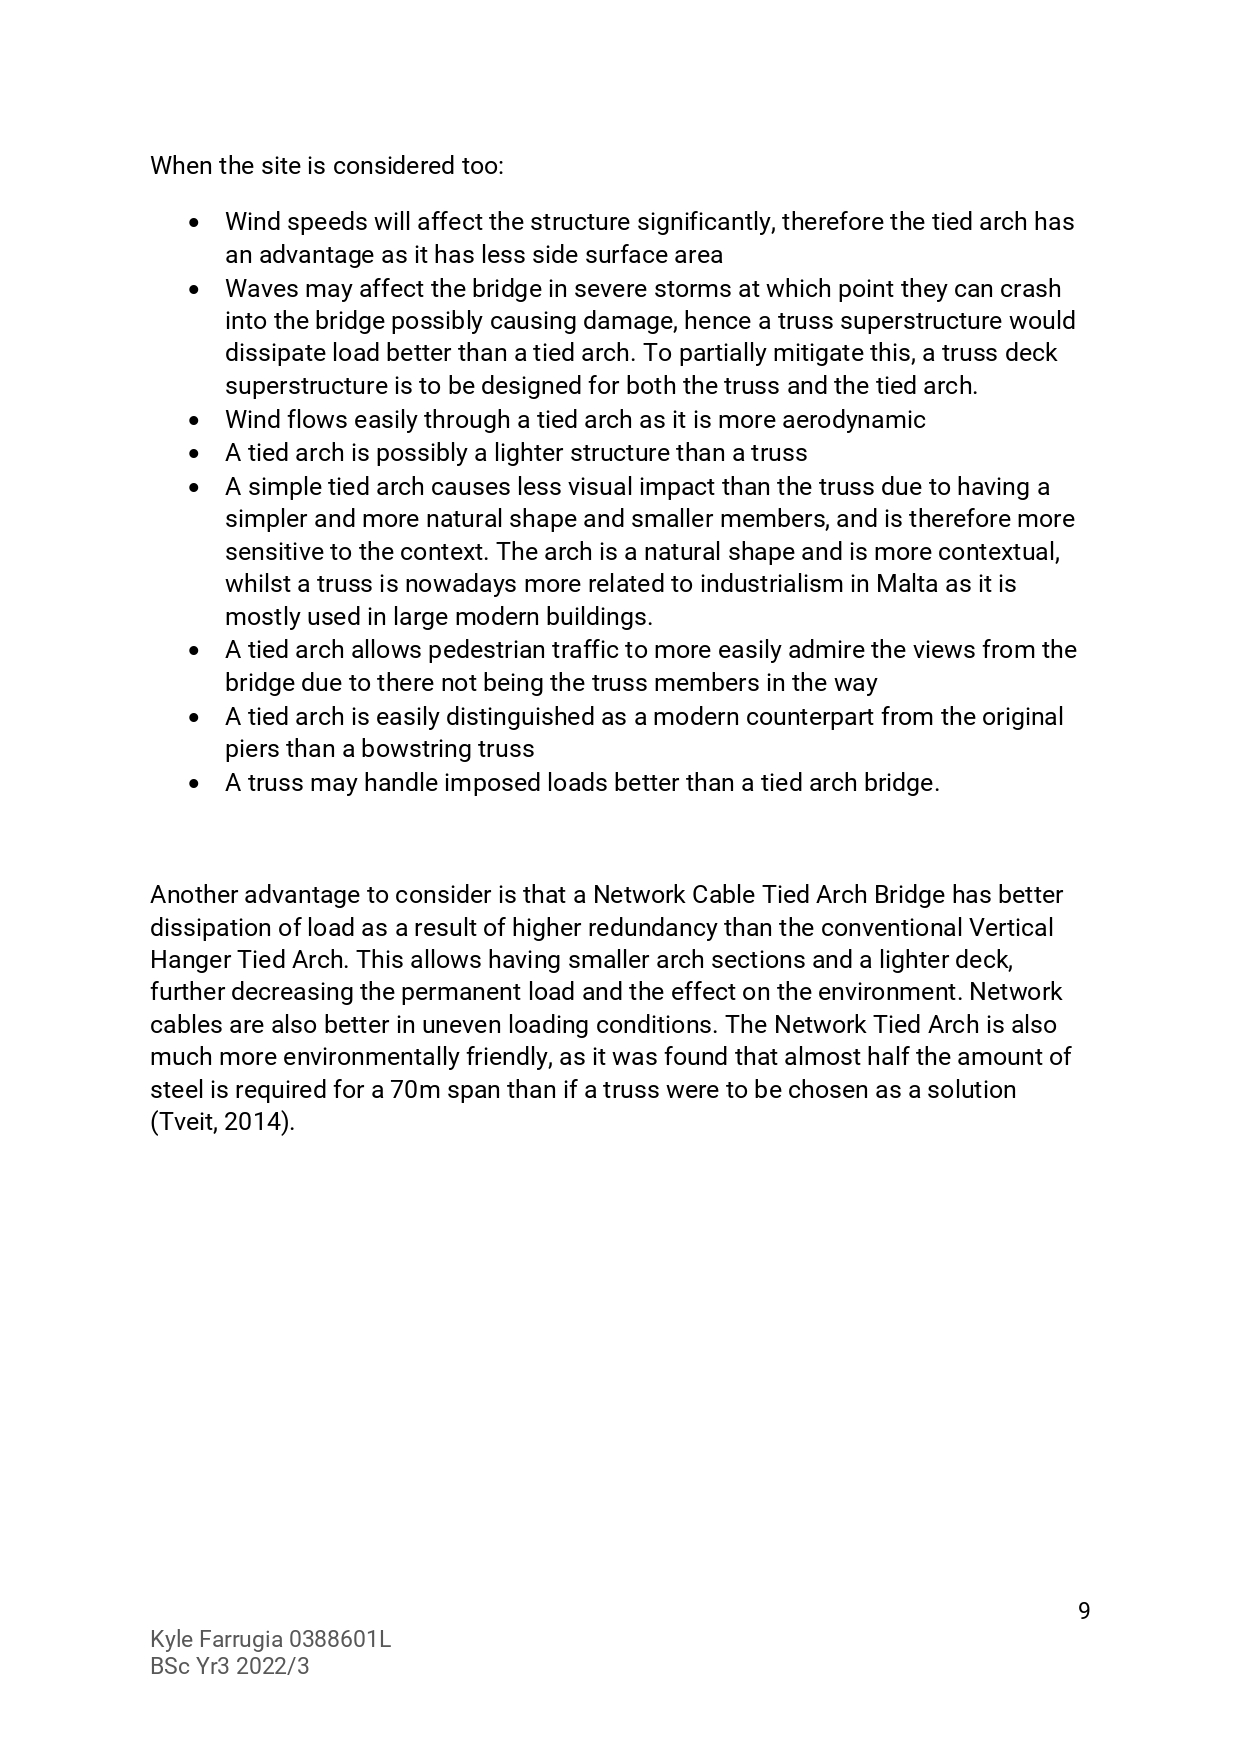 When the site is considered too:
• Wind speeds will affect the structure significantly, therefore the tied arch has
an advantage as it has less side surface area
• Waves may affect the bridge in severe storms at which point they can crash
into the bridge possibly causing damage, hence a truss superstructure would
dissipate load better than a tied arch. To partially mitigate this, a truss deck
superstructure is to be designed for both the truss and the tied arch.
• Wind flows easily through a tied arch as it is more aerodynamic
• A tied arch is possibly a lighter structure than a truss
• A simple tied arch causes less visual impact than the truss due to having a
simpler and more natural shape and smaller members, and is therefore more
sensitive to the context. The arch is a natural shape and is more contextual,
whilst a truss is nowadays more related to industrialism in Malta as it is
mostly used in large modern buildings.
• A tied arch allows pedestrian traffic to more easily admire the views from the
bridge due to there not being the truss members in the way
• A tied arch is easily distinguished as a modern counterpart from the original
piers than a bowstring truss
• A truss may handle imposed loads better than a tied arch bridge.
Another advantage to consider is that a Network Cable Tied Arch Bridge has better
dissipation of load as a result of higher redundancy than the conventional Vertical
Hanger Tied Arch. This allows having smaller arch sections and a lighter deck,
further decreasing the permanent load and the effect on the environment. Network
cables are also better in uneven loading conditions. The Network Tied Arch is also
much more environmentally friendly, as it was found that almost half the amount of
steel is required for a 70m span than if a truss were to be chosen as a solution
(Tveit, 2014).
9
Kyle Farrugia 0388601L
BSc Yr3 2022/3